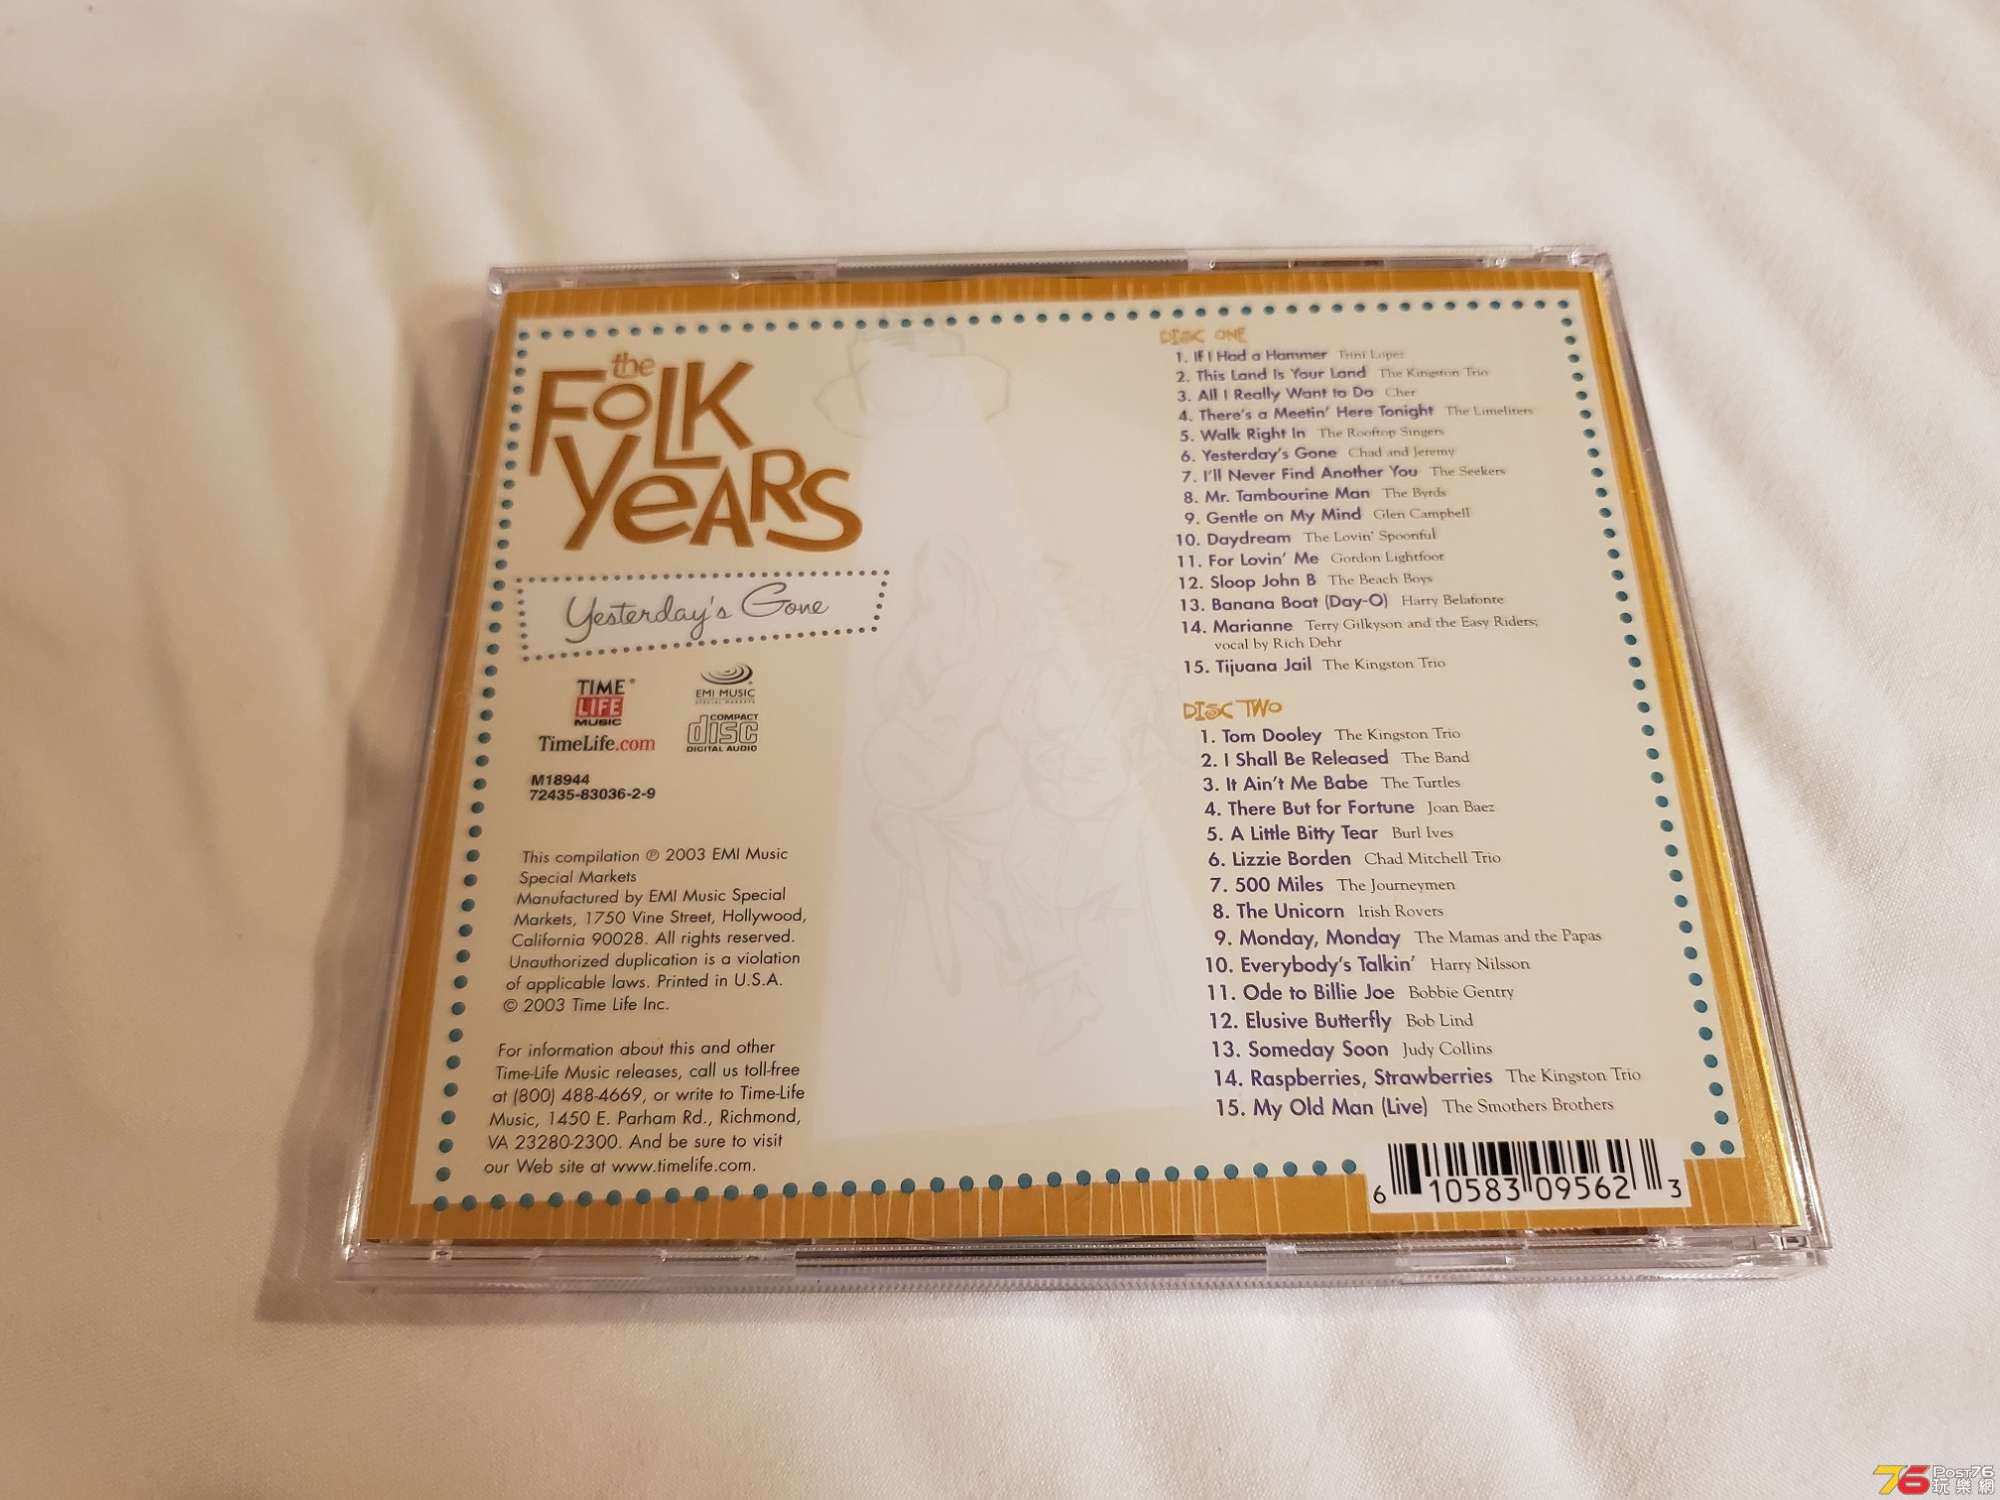 the
FOLK
YeARS
Yesterday's Gone
TIME
LIFE
MUSIC
TimeLife.com
EMI MUSIC
SPECIAL MARKETS
COMPACT
disc
DIGITAL AUDIO
M18944
72435-83036-2-9
This compilation ℗ 2003 EMI Music
Special Markets
Manufactured by EMI Music Special
Markets, 1750 Vine Street, Hollywood,
California 90028. All rights reserved.
Unauthorized duplication is a violation
of applicable laws. Printed in U.S.A.
© 2003 Time Life Inc.
For information about this and other
Time-Life Music releases, call us toll-free
at (800) 488-4669, or write to Time-Life
Music, 1450 E. Parham Rd., Richmond,
VA 23280-2300. And be sure to visit
our Web site at www.timelife.com.
DISC ONE
1. If I Had a Hammer Trini Lopez
2. This Land Is Your Land The Kingston Trio
3. All I Really Want to Do Cher
4. There's a Meetin' Here Tonight The Limeliters
5. Walk Right In The Rooftop Singers
6. Yesterday's Gone Chad and Jeremy
7. I'll Never Find Another You The Seekers
8. Mr. Tambourine Man The Byrds
9. Gentle on My Mind Glen Campbell
10. Daydream The Lovin' Spoonful
11. For Lovin' Me Gordon Lightfoot
12. Sloop John B The Beach Boys
13. Banana Boat (Day-O) Harry Belafonte
14. Marianne Terry Gilkyson and the Easy Riders;
vocal by Rich Dehr
15. Tijuana Jail The Kingston Trio
DISC TWO
1. Tom Dooley The Kingston Trio
2. I Shall Be Released The Band
3. It Ain't Me Babe The Turtles
4. There But for Fortune Joan Baez
5. A Little Bitty Tear Burl Ives
6. Lizzie Borden Chad Mitchell Trio
7. 500 Miles The Journeymen
8. The Unicorn Irish Rovers
9. Monday, Monday The Mamas and the Papas
10. Everybody's Talkin' Harry Nilsson
11. Ode to Billie Joe Bobbie Gentry
12. Elusive Butterfly Bob Lind
13. Someday Soon Judy Collins
14. Raspberries, Strawberries The Kingston Trio
15. My Old Man (Live) The Smothers Brothers
6 10583 09562 3
76 Post76
玩樂網